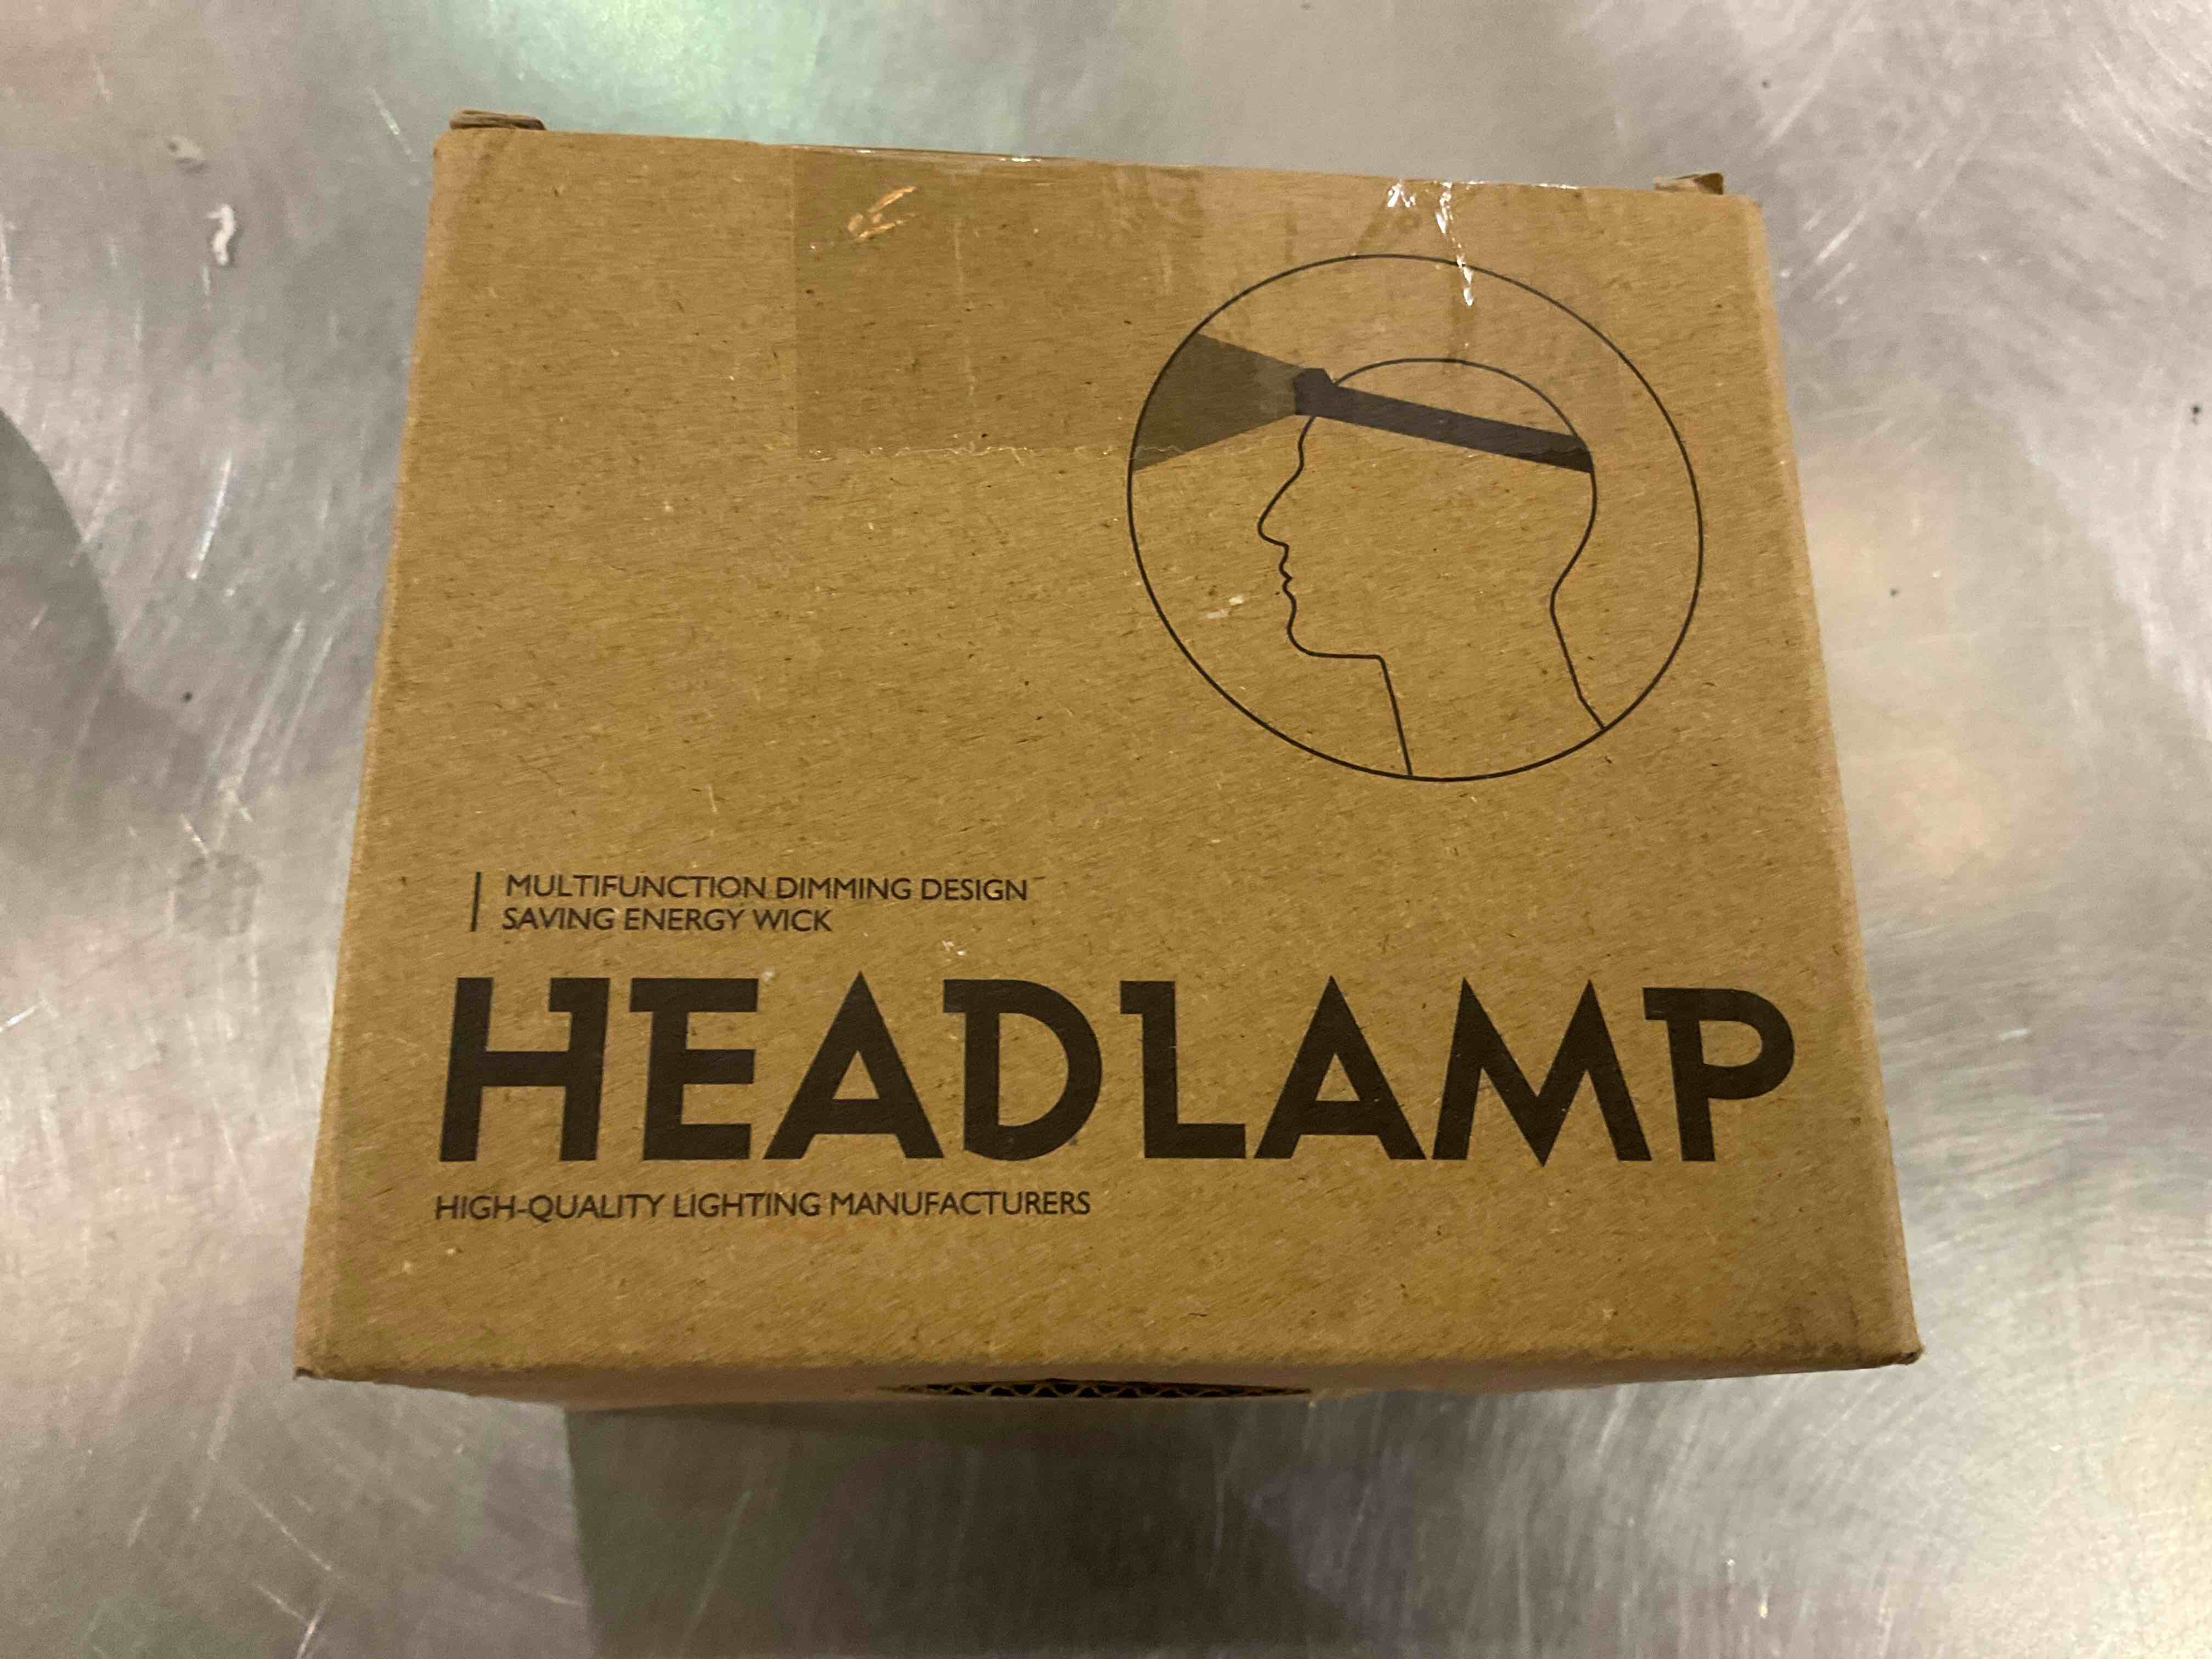 MULTIFUNCTION DIMMING DESIGN
SAVING ENERGY WICK
HEADLAMP
HIGH-QUALITY LIGHTING MANUFACTURERS